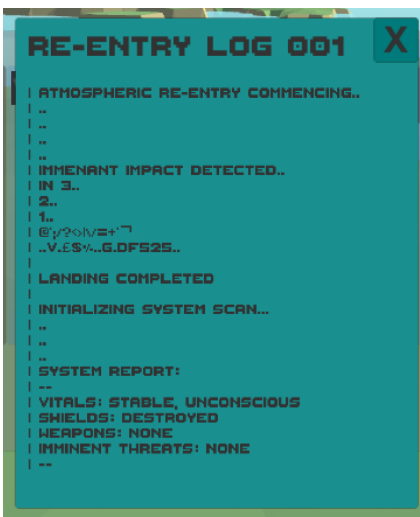 RE-ENTRY LOG 001
X
| ATMOSPHERIC RE-ENTRY COMMENCING..
| ..
| ..
| ..
| ..
| IMMENANT IMPACT DETECTED..
| IN 3..
| 2..
| 1..
| ..V.£$%..G.DF525..
|
| LANDING COMPLETED
|
| INITIALIZING SYSTEM SCAN...
| ..
| ..
| ..
| SYSTEM REPORT:
| --
| VITALS: STABLE, UNCONSCIOUS
| SHIELDS: DESTROYED
| WEAPONS: NONE
| IMMINENT THREATS: NONE
| --